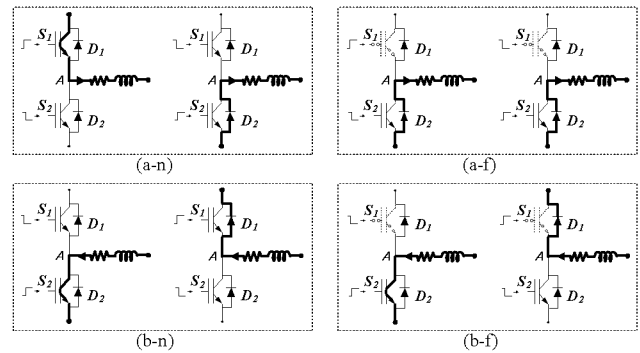 S1 D1 S1 D1 S1 D1 S1 D1
A A A A
S2 D2 S2 D2 S2 D2 S2 D2
(a-n) (a-f)
S1 D1 S1 D1 S1 D1 S1 D1
A A A A
S2 D2 S2 D2 S2 D2 S2 D2
(b-n) (b-f)